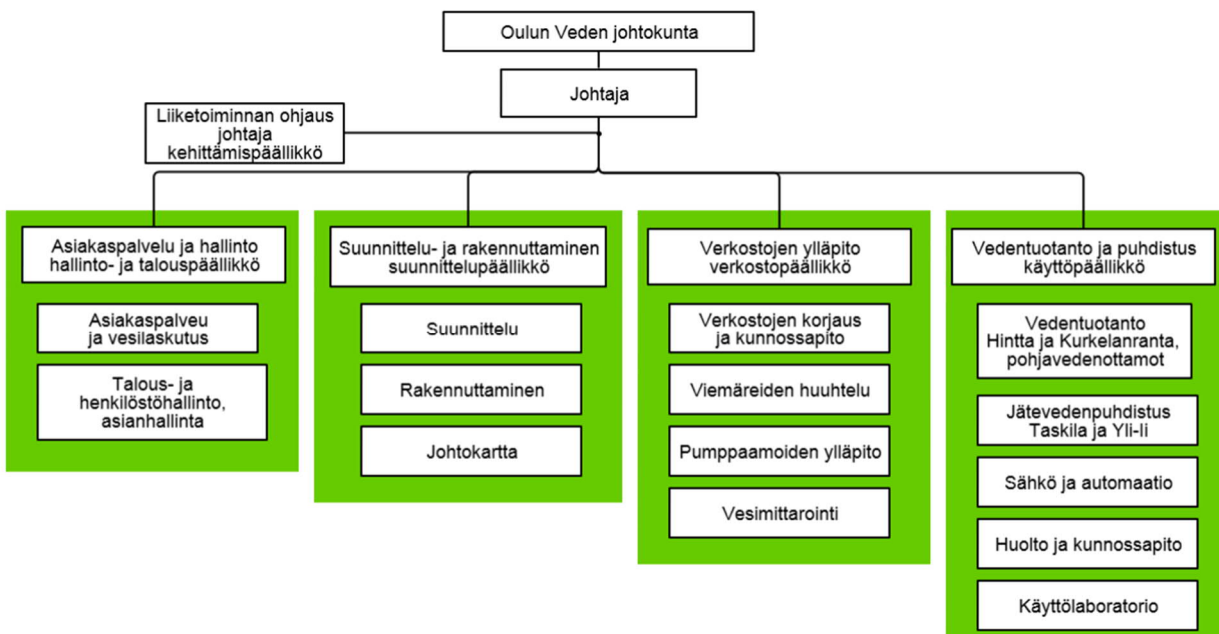 Oulun Veden johtokunta
Johtaja
Liiketoiminnan ohjaus
johtaja
kehittämispäällikkö
Asiakaspalvelu ja hallinto
hallinto- ja talouspäällikkö
Asiakaspalveu
ja vesilaskutus
Talous- ja
henkilöstöhallinto,
asianhallinta
Suunnittelu- ja rakennuttaminen
suunnittelupäällikkö
Suunnittelu
Rakennuttaminen
Johtokartta
Verkostojen ylläpito
verkostopäällikkö
Verkostojen korjaus
ja kunnossapito
Viemäreiden huuhtelu
Pumppaamoiden ylläpito
Vesimittarointi
Vedentuotanto ja puhdistus
käyttöpäällikkö
Vedentuotanto
Hintta ja Kurkelanranta,
pohjavedenottamot
Jätevedenpuhdistus
Taskila ja Yli-Ii
Sähkö ja automaatio
Huolto ja kunnossapito
Käyttölaboratorio